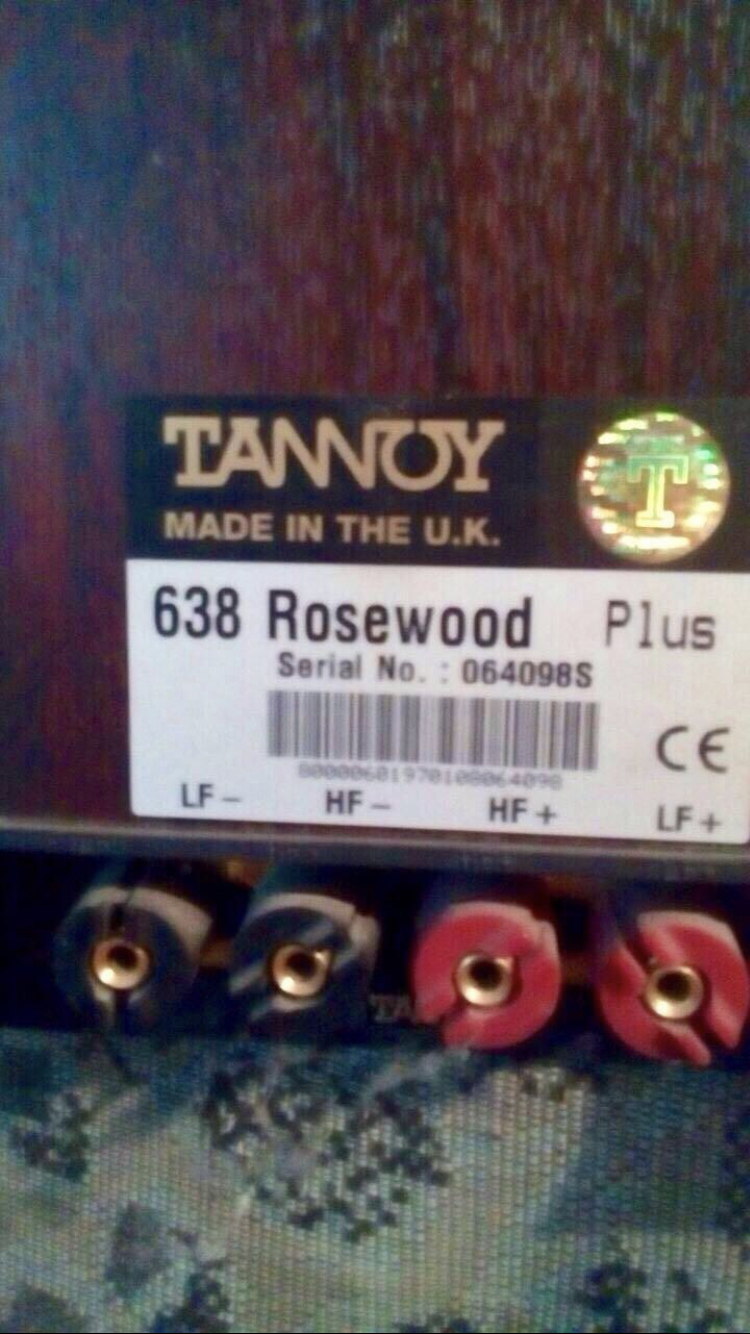 TANNOY
T
MADE IN THE U.K.
638 Rosewood Plus
Serial No. : 064098S
LF - HF - HF + LF +